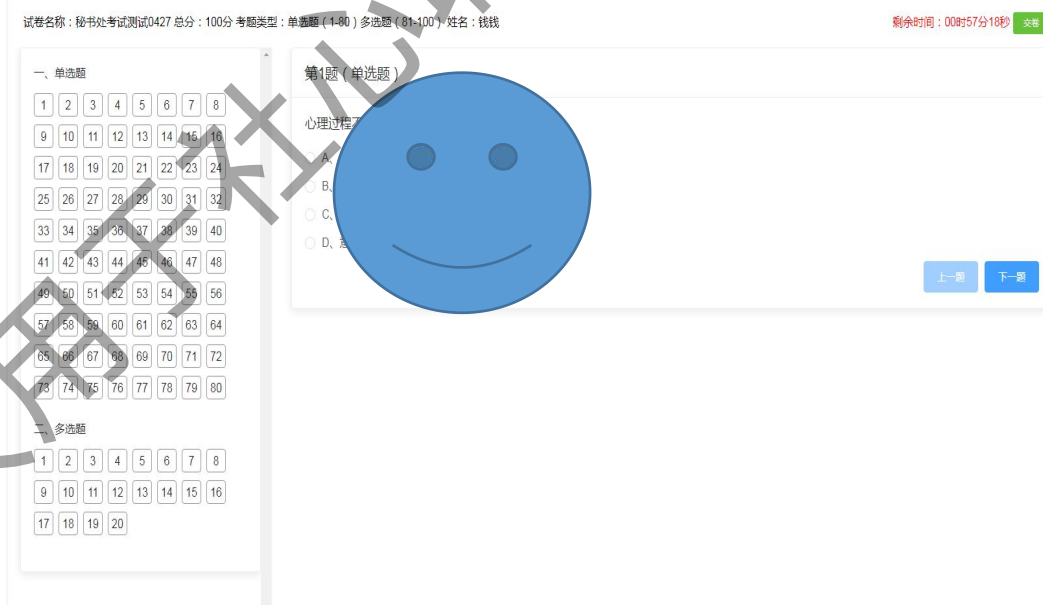 试卷名称：秘书处考试测试0427 总分：100分 考题类型：单选题（1-80）多选题（81-100）姓名：钱钱
剩余时间：00时57分18秒 交卷
一、单选题
1 2 3 4 5 6 7 8
9 10 11 12 13 14 15 16
17 18 19 20 21 22 23 24
25 26 27 28 29 30 31 32
33 34 35 36 37 38 39 40
41 42 43 44 45 46 47 48
49 50 51 52 53 54 55 56
57 58 59 60 61 62 63 64
65 66 67 68 69 70 71 72
73 74 75 76 77 78 79 80
二、多选题
1 2 3 4 5 6 7 8
9 10 11 12 13 14 15 16
17 18 19 20
第1题（单选题）
心理过程
A、
B、
C、
D、
上一题 下一题
用于社心